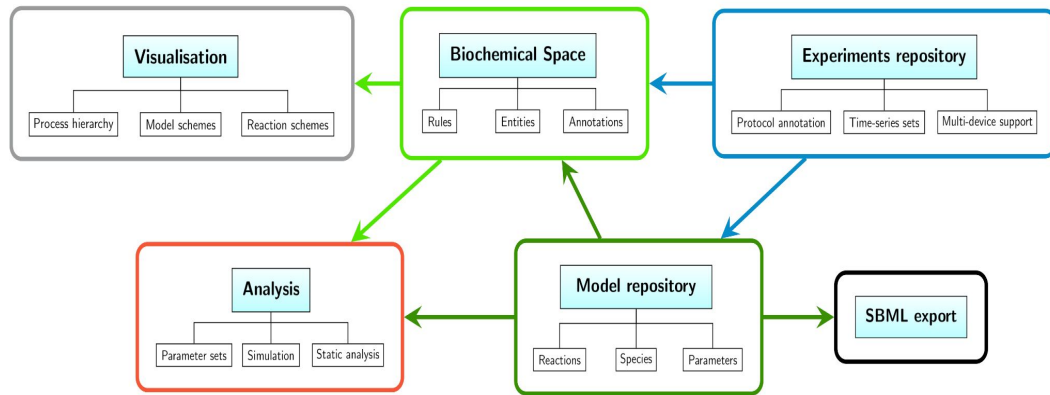 Visualisation
Process hierarchy
Model schemes
Reaction schemes
Biochemical Space
Rules
Entities
Annotations
Experiments repository
Protocol annotation
Time-series sets
Multi-device support
Analysis
Parameter sets
Simulation
Static analysis
Model repository
Reactions
Species
Parameters
SBML export